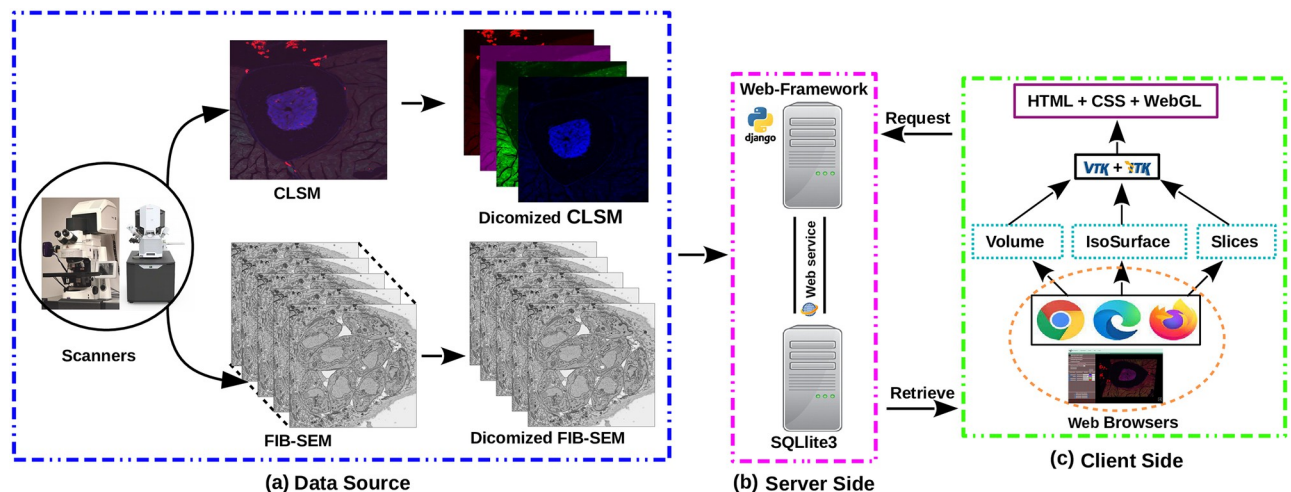 CLSM
Dicomized CLSM
Scanners
FIB-SEM
Dicomized FIB-SEM
(a) Data Source
Web-Framework
django
Web service
SQLlite3
(b) Server Side
Request
Retrieve
HTML + CSS + WebGL
VTK + ITK
Volume
IsoSurface
Slices
Web Browsers
(c) Client Side